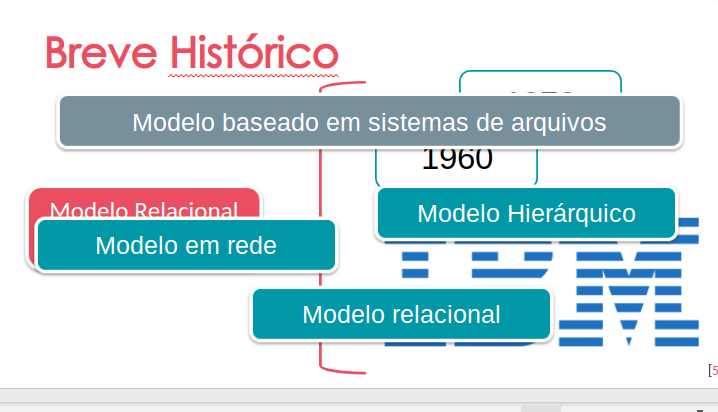 Breve Histórico
Modelo baseado em sistemas de arquivos
1960
Modelo Relacional
Modelo Hierárquico
Modelo em rede
Modelo relacional
IBM
[5